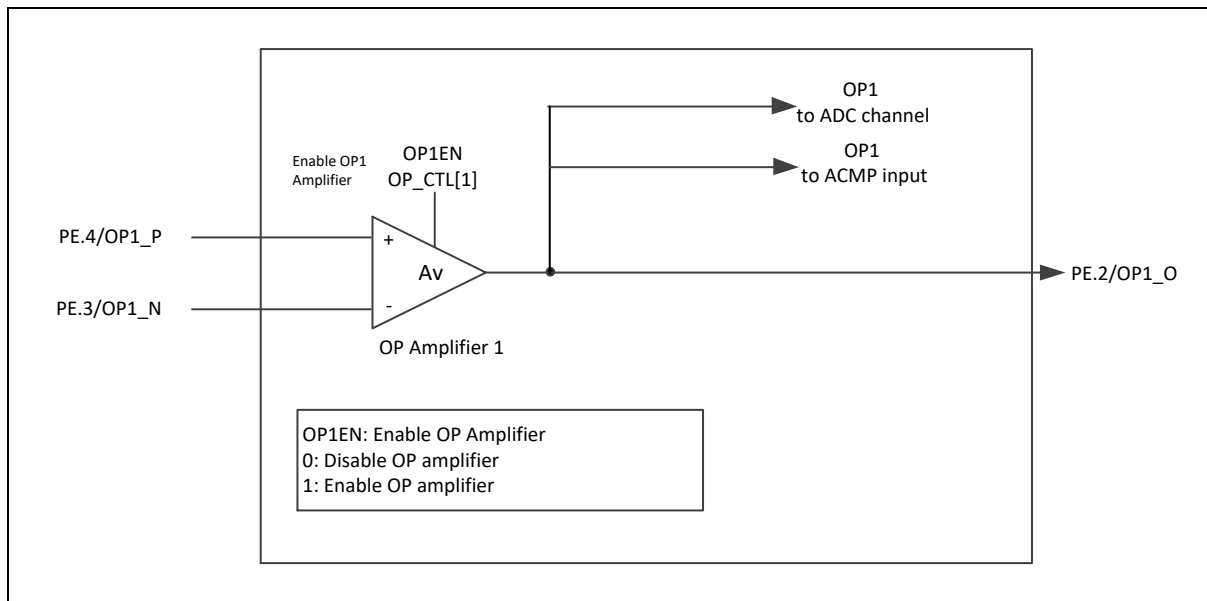 OP1
to ADC channel
OP1
to ACMP input
Enable OP1
Amplifier
OP1EN
OP_CTL[1]
PE.4/OP1_P
+
Av
PE.2/OP1_O
PE.3/OP1_N
-
OP Amplifier 1
OP1EN: Enable OP Amplifier
0: Disable OP amplifier
1: Enable OP amplifier